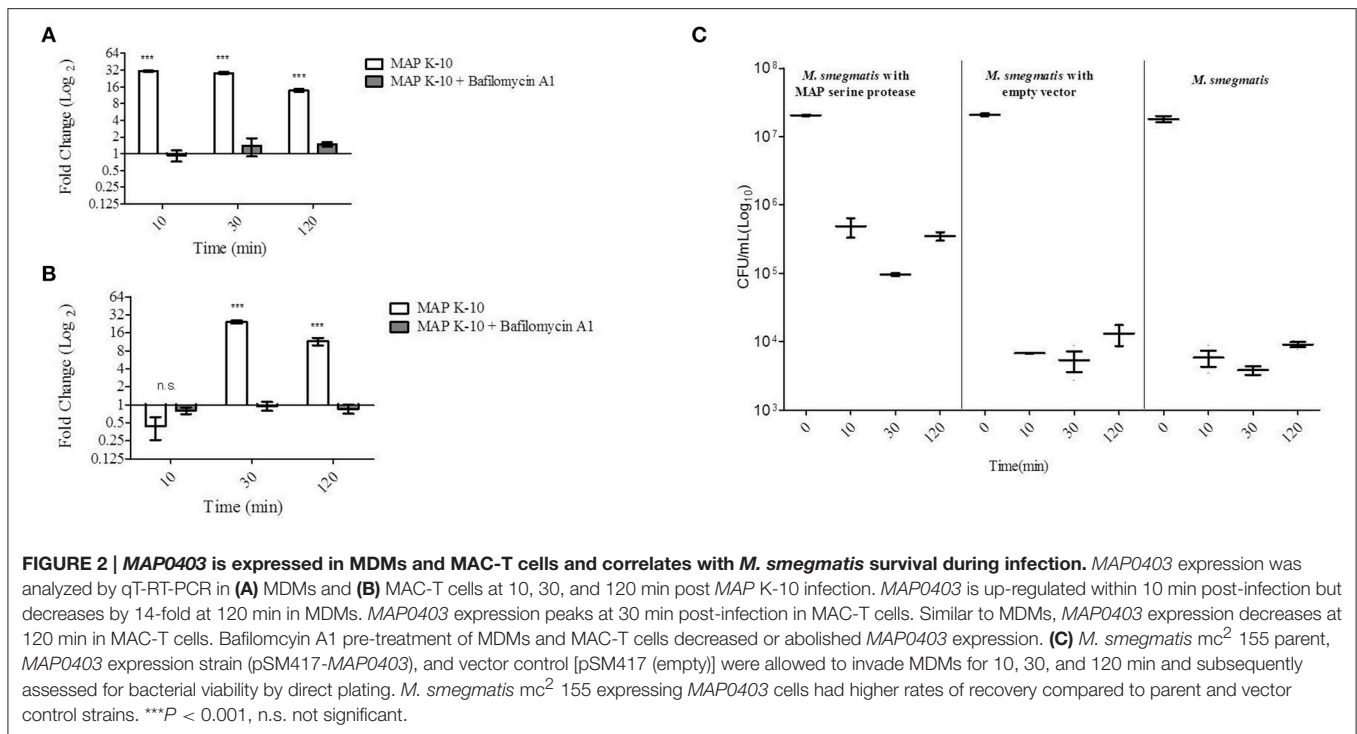 A
Fold Change (Log 2)
64
32
16
8
4
2
1
0.5
0.25
0.125
***
***
***
10
30
120
Time (min)
MAP K-10
MAP K-10 + Bafilomycin A1
B
Fold Change (Log 2)
64
32
16
8
4
2
1
0.5
0.25
0.125
n.s.
***
***
10
30
120
Time (min)
MAP K-10
MAP K-10 + Bafilomycin A1
C
CFU/mL(Log10)
10^8
10^7
10^6
10^5
10^4
10^3
M. smegmatis with
MAP serine protease
M. smegmatis with
empty vector
M. smegmatis
0
10
30
120
0
10
30
120
0
10
30
120
Time(min)
FIGURE 2 | MAP0403 is expressed in MDMs and MAC-T cells and correlates with M. smegmatis survival during infection. MAP0403 expression was
analyzed by qT-RT-PCR in (A) MDMs and (B) MAC-T cells at 10, 30, and 120 min post MAP K-10 infection. MAP0403 is up-regulated within 10 min post-infection but
decreases by 14-fold at 120 min in MDMs. MAP0403 expression peaks at 30 min post-infection in MAC-T cells. Similar to MDMs, MAP0403 expression decreases at
120 min in MAC-T cells. Bafilomcyin A1 pre-treatment of MDMs and MAC-T cells decreased or abolished MAP0403 expression. (C) M. smegmatis mc² 155 parent,
MAP0403 expression strain (pSM417-MAP0403), and vector control [pSM417 (empty)] were allowed to invade MDMs for 10, 30, and 120 min and subsequently
assessed for bacterial viability by direct plating. M. smegmatis mc² 155 expressing MAP0403 cells had higher rates of recovery compared to parent and vector
control strains. ***P < 0.001, n.s. not significant.